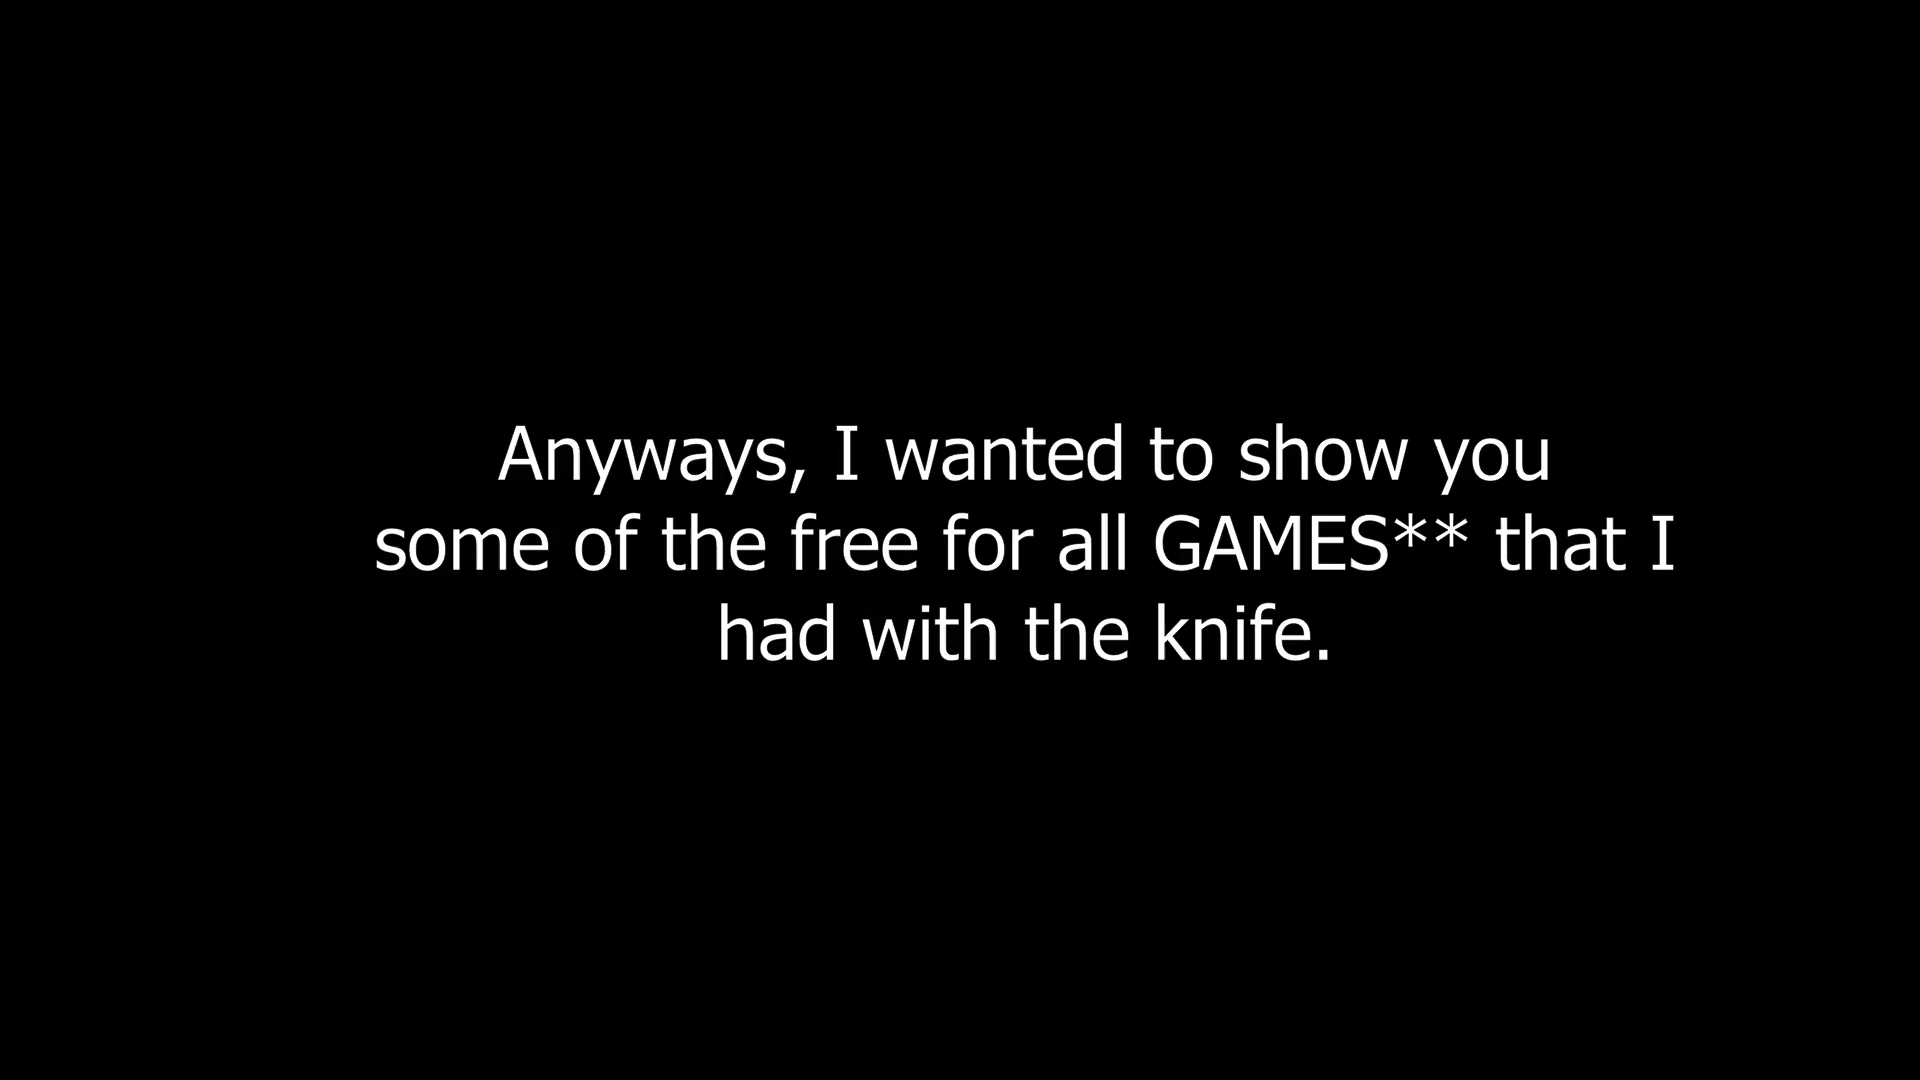 Anyways, I wanted to show you
some of the free for all GAMES** that I
had with the knife.